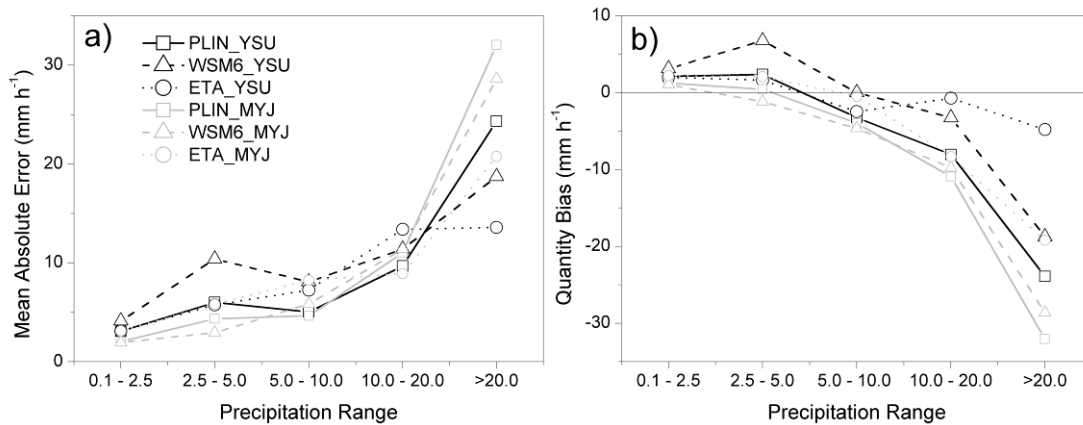 a)
PLIN_YSU
WSM6_YSU
ETA_YSU
PLIN_MYJ
WSM6_MYJ
ETA_MYJ
Mean Absolute Error (mm h⁻¹)
30
20
10
0
0.1 - 2.5 2.5 - 5.0 5.0 - 10.0 10.0 - 20.0 >20.0
Precipitation Range
b)
Quantity Bias (mm h⁻¹)
10
0
-10
-20
-30
0.1 - 2.5 2.5 - 5.0 5.0 - 10.0 10.0 - 20.0 >20.0
Precipitation Range